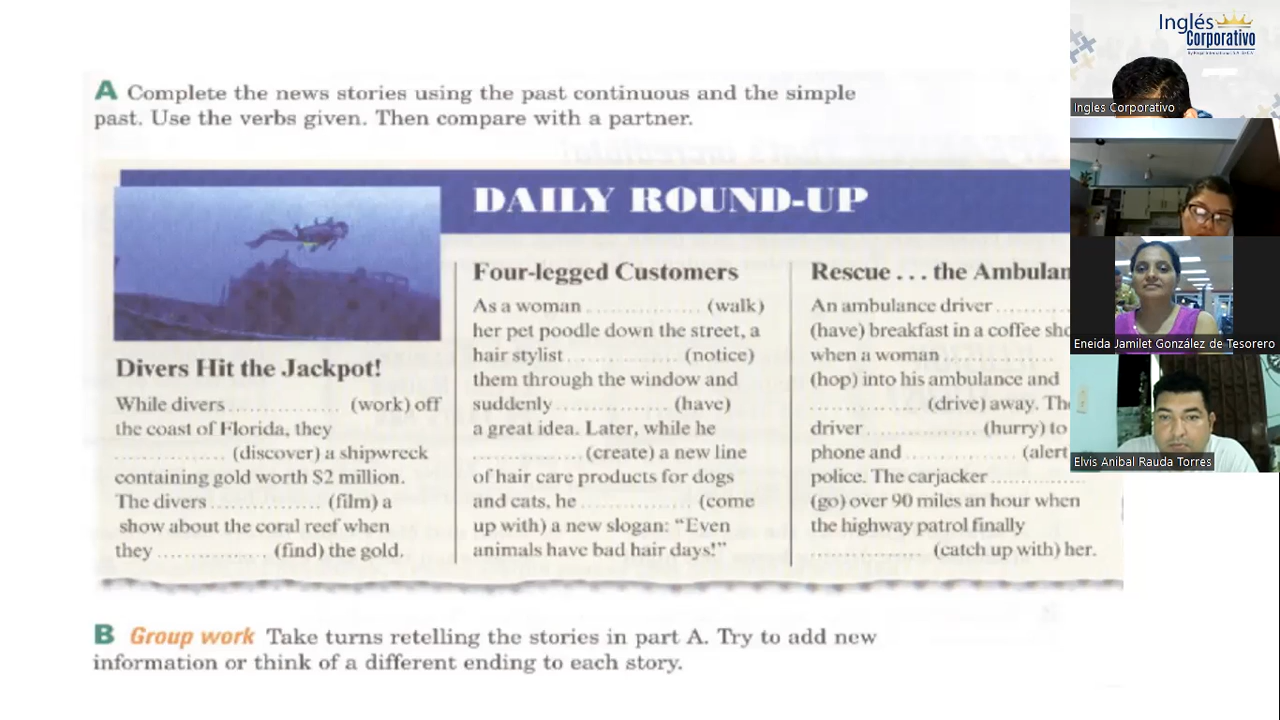 A Complete the news stories using the past continuous and the simple
past. Use the verbs given. Then compare with a partner.
DAILY ROUND-UP
Divers Hit the Jackpot!
While divers ................ (work) off
the coast of Florida, they
................ (discover) a shipwreck
containing gold worth $2 million.
The divers ................ (film) a
show about the coral reef when
they ................ (find) the gold.
Four-legged Customers
As a woman ................ (walk)
her pet poodle down the street, a
hair stylist ................ (notice)
them through the window and
suddenly ................ (have)
a great idea. Later, while he
................ (create) a new line
of hair care products for dogs
and cats, he ................ (come
up with) a new slogan: “Even
animals have bad hair days!”
Rescue . . . the Ambulan
An ambulance driver ..........
(have) breakfast in a coffee sho
when a woman ................
(hop) into his ambulance and
................ (drive) away. The
driver ................ (hurry) to
phone and ................ (alert
police. The carjacker ..............
(go) over 90 miles an hour when
the highway patrol finally
................ (catch up with) her.
B Group work Take turns retelling the stories in part A. Try to add new
information or think of a different ending to each story.
Inglés
Corporativo
Ingles Corporativo
Eneida Jamilet González de Tesorero
Elvis Anibal Rauda Torres